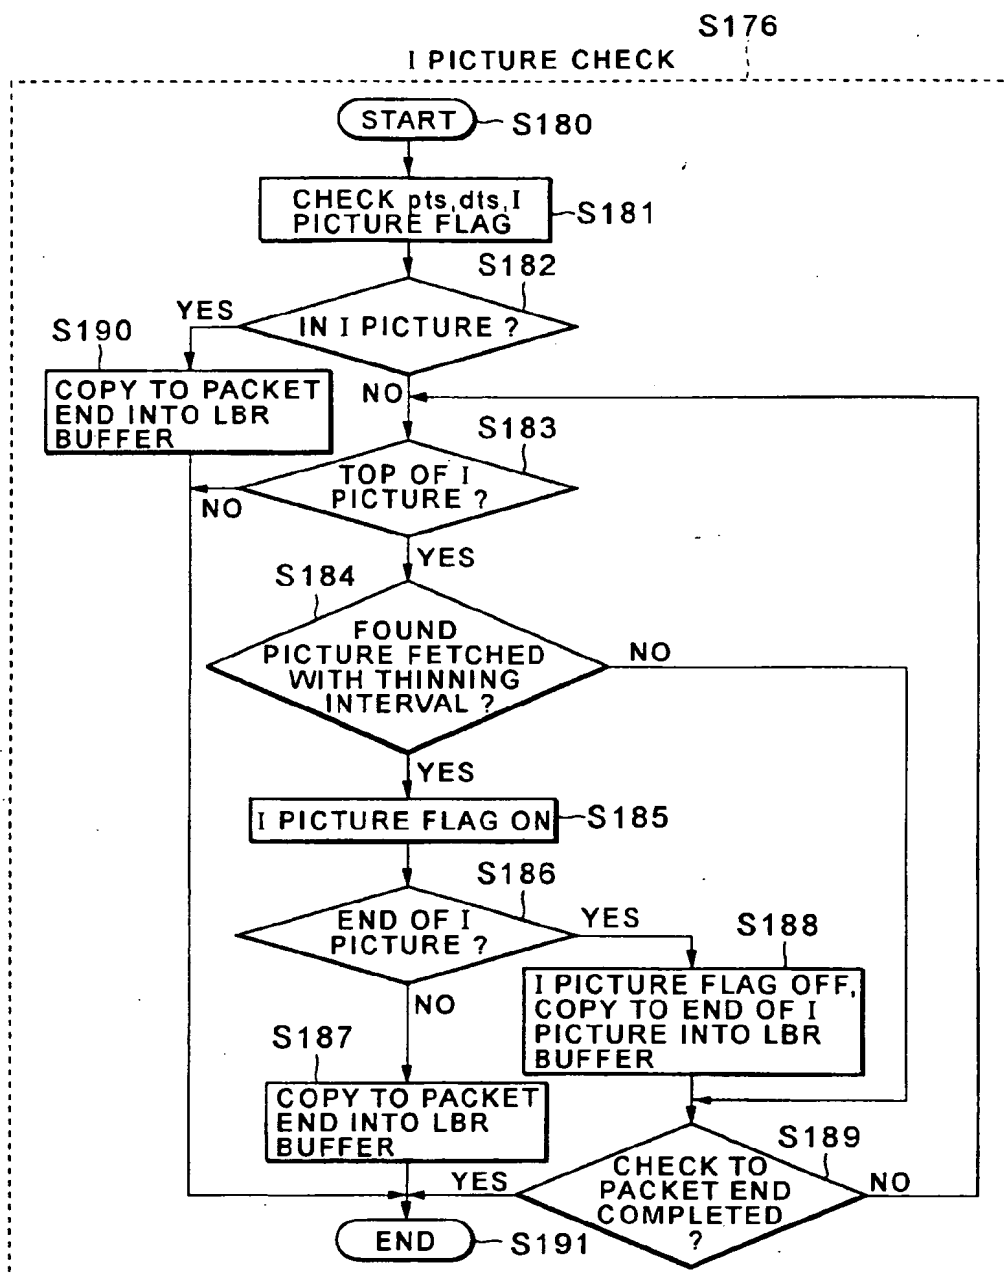 S176
I PICTURE CHECK
START
S180
CHECK pts,dts,I
PICTURE FLAG
S181
S182
IN I PICTURE ?
YES
S190
COPY TO PACKET
END INTO LBR
BUFFER
NO
S183
TOP OF I
PICTURE ?
NO
YES
S184
FOUND
PICTURE FETCHED
WITH THINNING
INTERVAL ?
NO
YES
I PICTURE FLAG ON
S185
S186
END OF I
PICTURE ?
YES
S188
I PICTURE FLAG OFF,
COPY TO END OF I
PICTURE INTO LBR
BUFFER
NO
S187
COPY TO PACKET
END INTO LBR
BUFFER
S189
CHECK TO
PACKET END
COMPLETED
?
YES
NO
END
S191